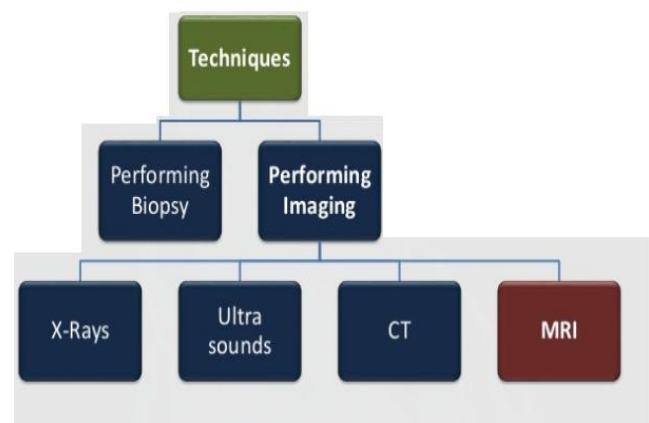 Techniques
Performing
Biopsy
Performing
Imaging
X-Rays
Ultra
sounds
CT
MRI